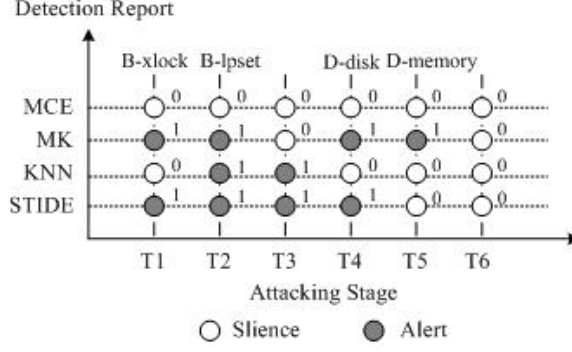 Detection Report
B-xlock B-lpset D-disk D-memory
MCE 0 0 0 0 0 0
MK 1 1 0 1 1 0
KNN 0 1 1 0 0 0
STIDE 1 1 1 1 0 0
T1 T2 T3 T4 T5 T6
Attacking Stage
Slience Alert